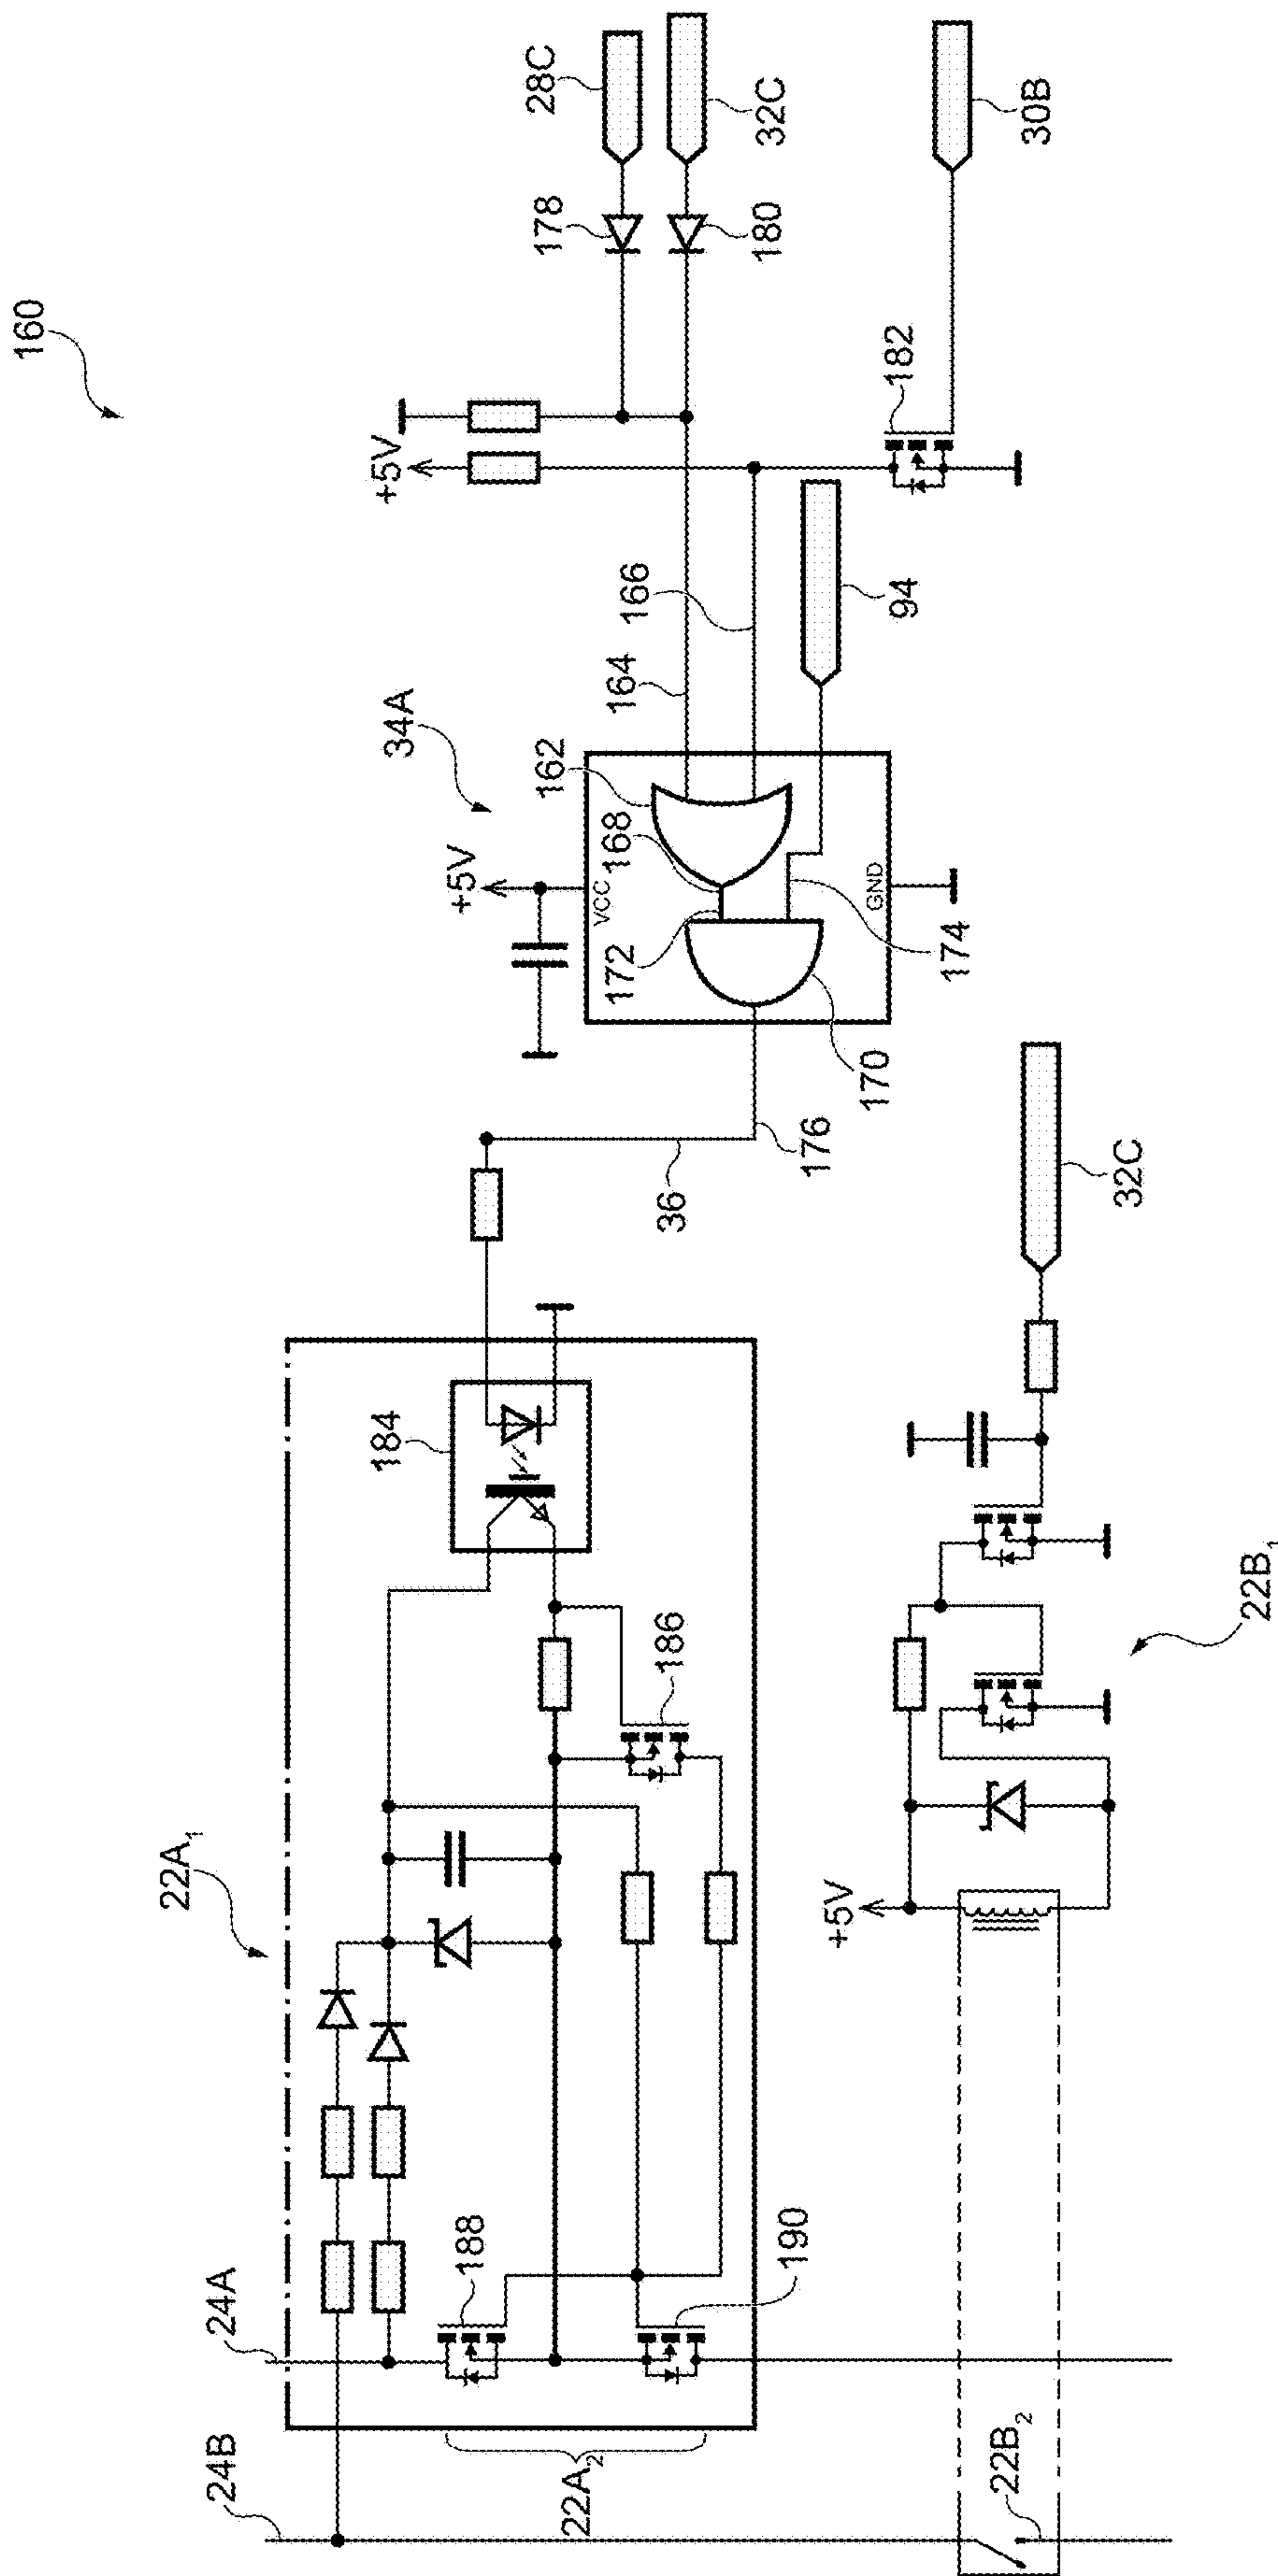 160
28C
32C
178
180
30B
+5V
182
166
164
94
34A
162
168
+5V
VCC
GND
172
174
170
176
36
32C
184
22B1
186
22A1
+5V
188
190
24A
24B
22A2
22B2